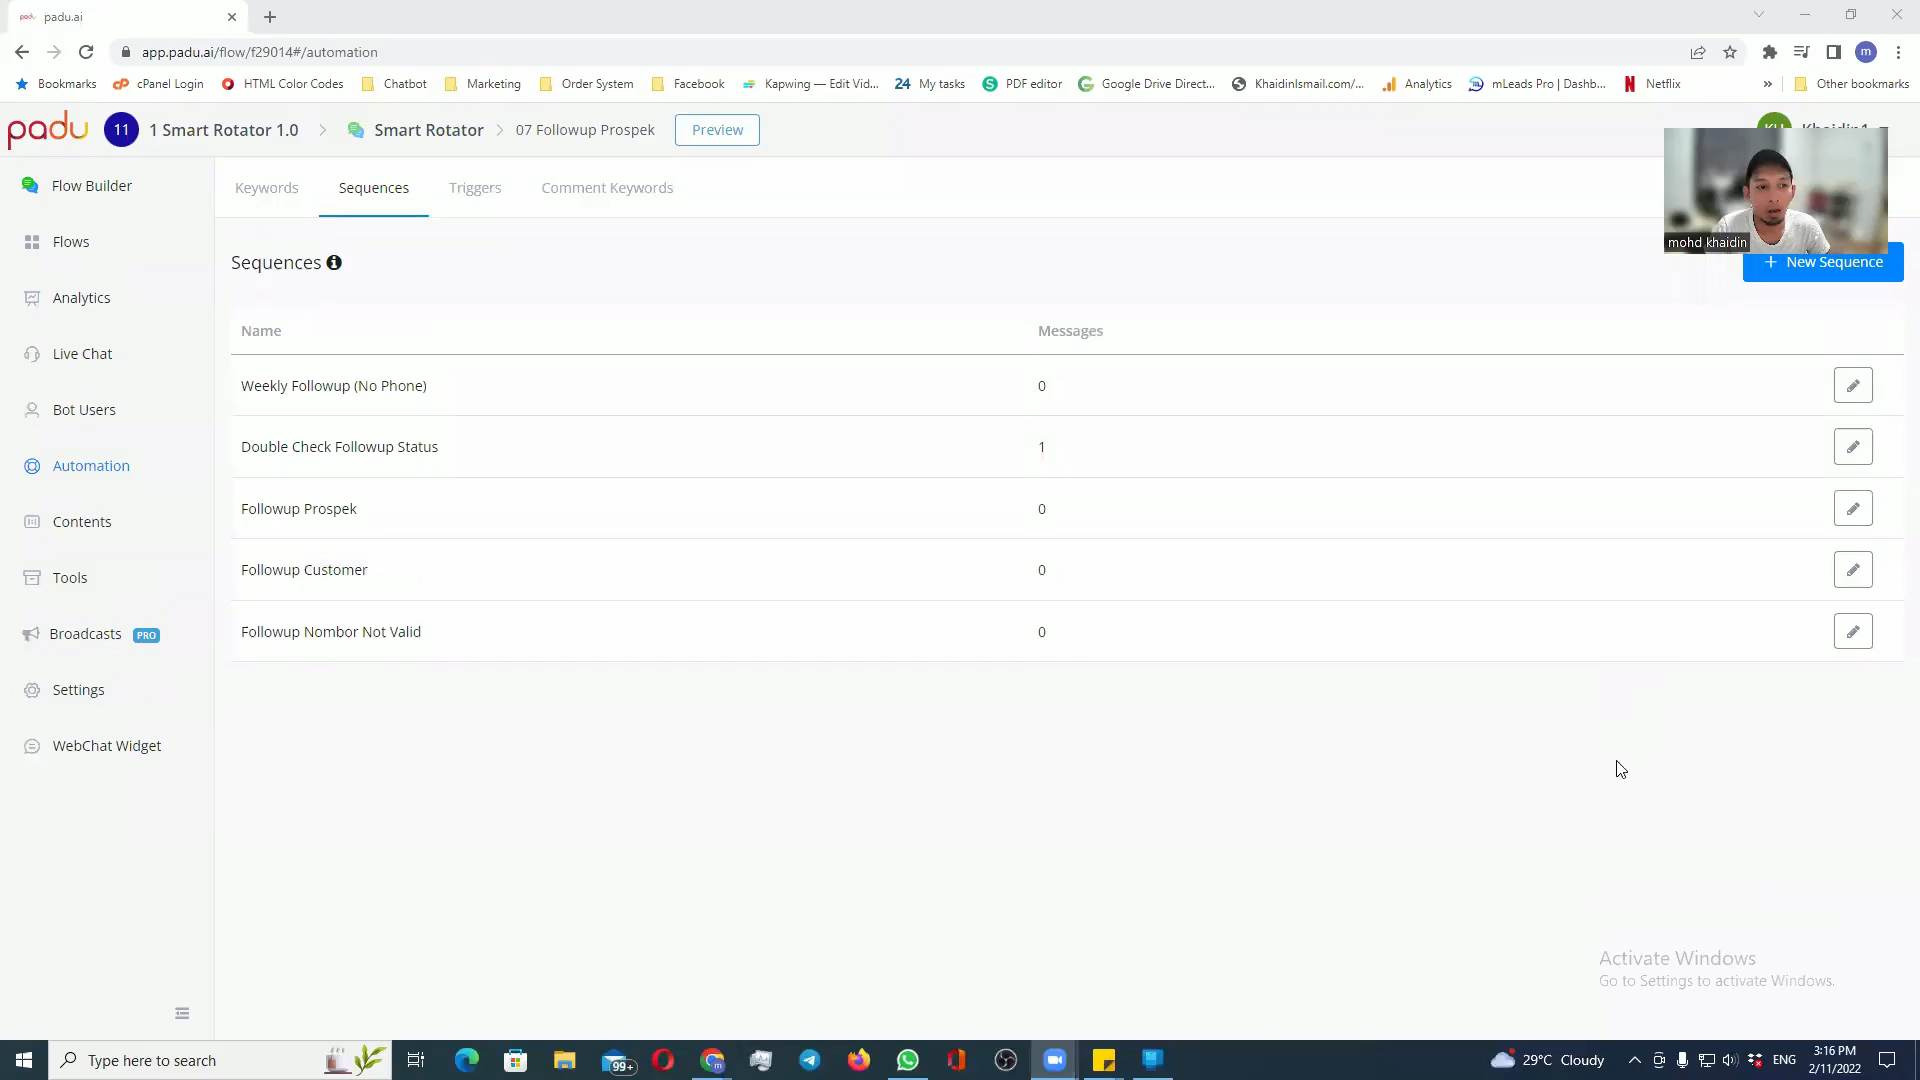 padu.ai
app.padu.ai/flow/f29014#/automation
m
Bookmarks cPanel Login HTML Color Codes Chatbot Marketing Order System Facebook Kapwing — Edit Vid... 24 My tasks S PDF editor Google Drive Direct... KhaidinIsmail.com/... Analytics mLeads Pro | Dashb... Netflix » Other bookmarks
padu 11 1 Smart Rotator 1.0 Smart Rotator 07 Followup Prospek Preview
mohd khaidin
Flow Builder
Flows
Analytics
Live Chat
Bot Users
Automation
Contents
Tools
Broadcasts PRO
Settings
WebChat Widget
Keywords Sequences Triggers Comment Keywords
Sequences
+ New Sequence
Name Messages
Weekly Followup (No Phone) 0
Double Check Followup Status 1
Followup Prospek 0
Followup Customer 0
Followup Nombor Not Valid 0
Activate Windows
Go to Settings to activate Windows.
Type here to search
99+
29°C Cloudy
ENG
3:16 PM
2/11/2022